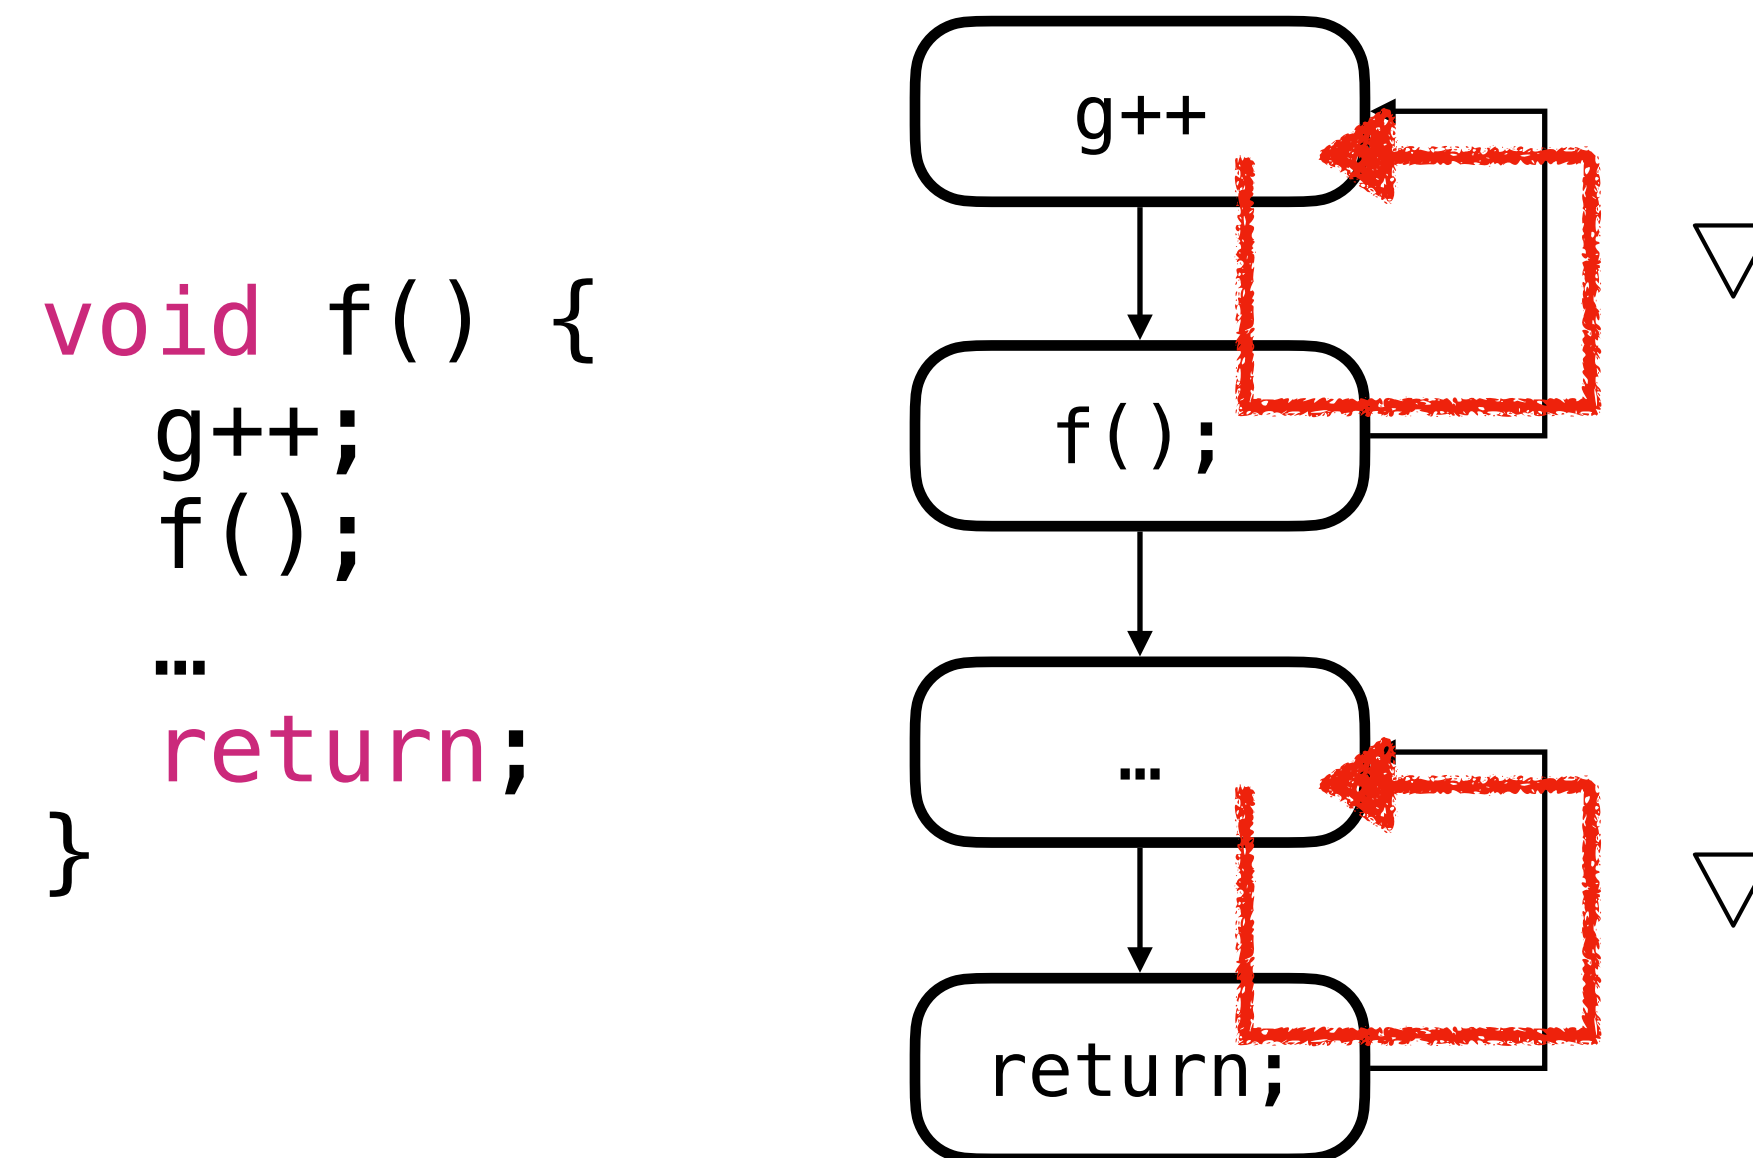 void f() {
g++;
f();
…
return;
}
g++
f();
…
return;